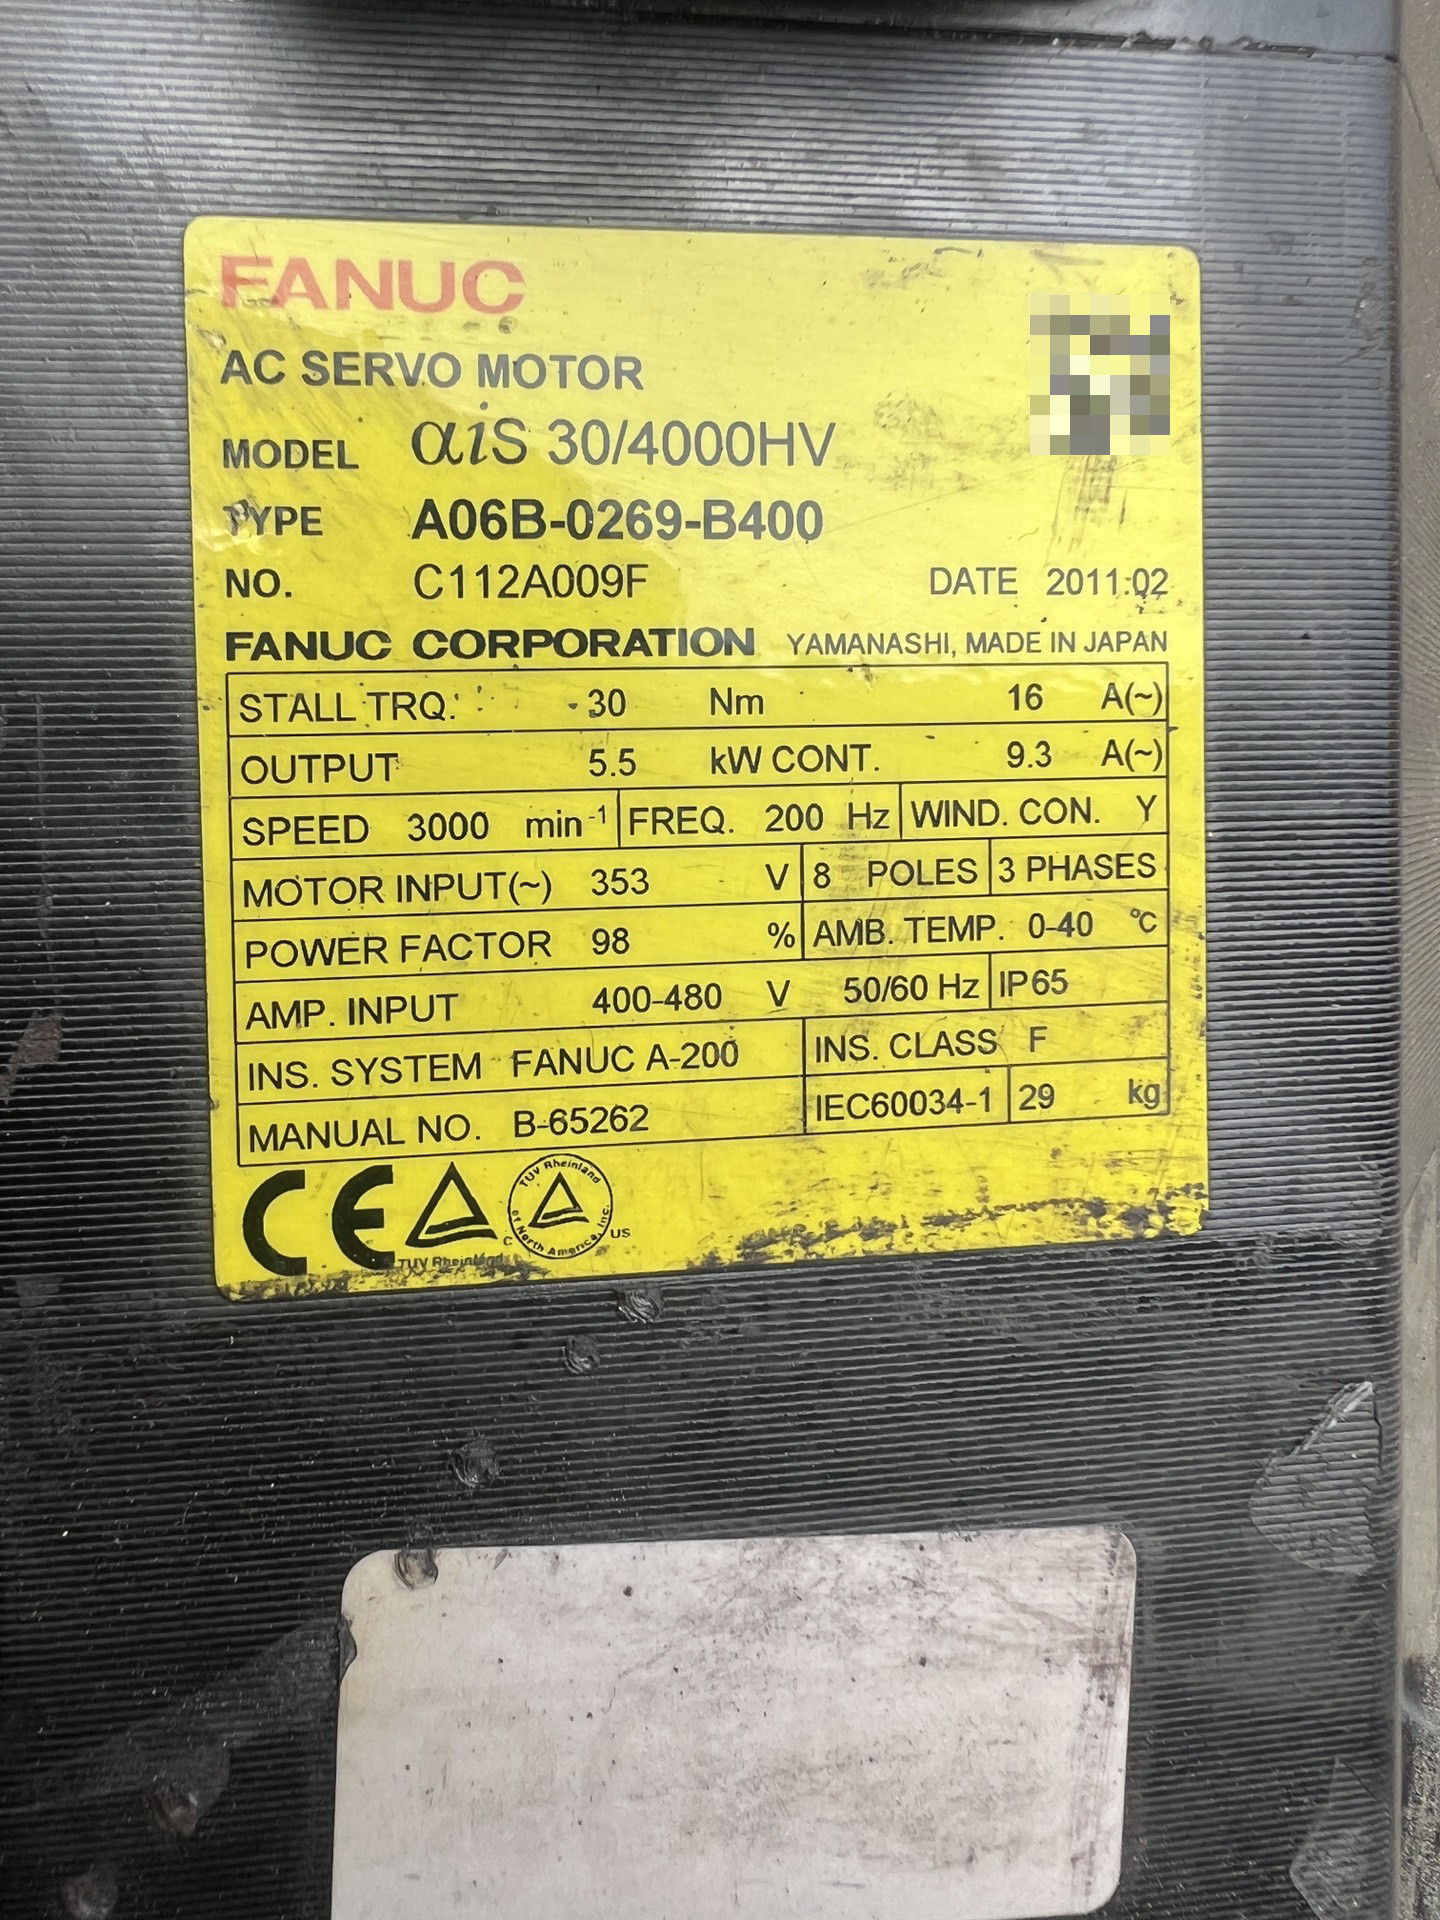 FANUC
AC SERVO MOTOR
MODEL αiS 30/4000HV
TYPE A06B-0269-B400
NO. C112A009F DATE 2011.02
FANUC CORPORATION YAMANASHI, MADE IN JAPAN
STALL TRQ. 30 Nm 16 A(~)
OUTPUT 5.5 kW CONT. 9.3 A(~)
SPEED 3000 min⁻¹ FREQ. 200 Hz WIND. CON. Y
MOTOR INPUT(~) 353 V 8 POLES 3 PHASES
POWER FACTOR 98 % AMB. TEMP. 0-40 °C
AMP. INPUT 400-480 V 50/60 Hz IP65
INS. SYSTEM FANUC A-200 INS. CLASS F
MANUAL NO. B-65262 IEC60034-1 29 kg
CE
TUV Rheinland
TUV Rheinland of North America, Inc.
C US